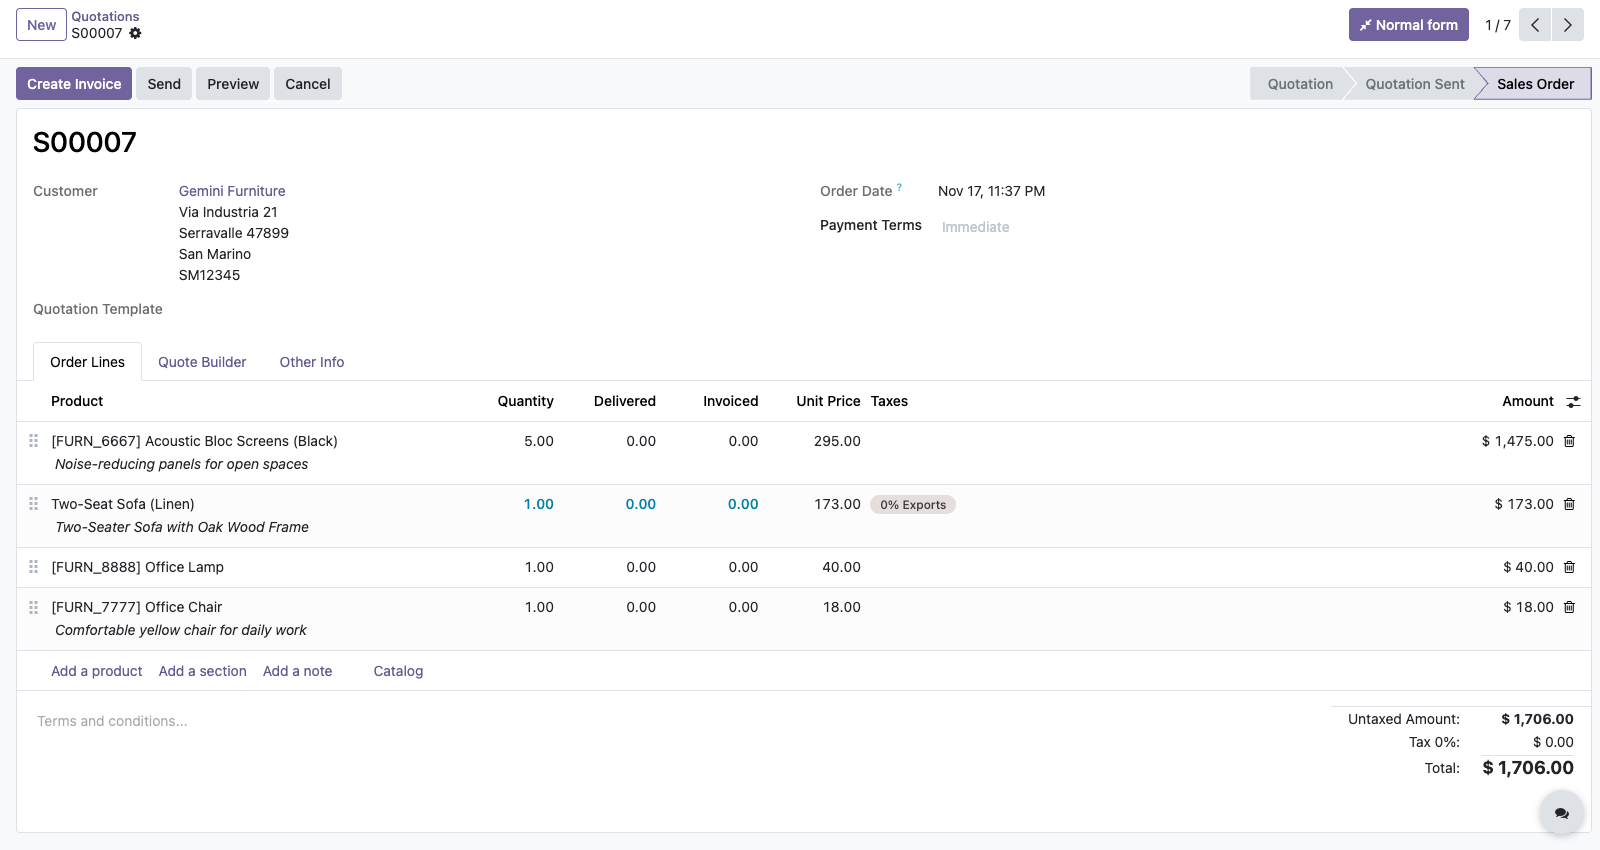 New
Quotations
S00007
Normal form
1 / 7
Create Invoice Send Preview Cancel
Quotation Quotation Sent Sales Order
S00007
Customer
Gemini Furniture
Via Industria 21
Serravalle 47899
San Marino
SM12345
Order Date ? Nov 17, 11:37 PM
Payment Terms Immediate
Quotation Template
Order Lines Quote Builder Other Info
Product Quantity Delivered Invoiced Unit Price Taxes Amount
[FURN_6667] Acoustic Bloc Screens (Black) 5.00 0.00 0.00 295.00 $ 1,475.00
Noise-reducing panels for open spaces
Two-Seat Sofa (Linen) 1.00 0.00 0.00 173.00 0% Exports $ 173.00
Two-Seater Sofa with Oak Wood Frame
[FURN_8888] Office Lamp 1.00 0.00 0.00 40.00 $ 40.00
[FURN_7777] Office Chair 1.00 0.00 0.00 18.00 $ 18.00
Comfortable yellow chair for daily work
Add a product Add a section Add a note Catalog
Terms and conditions...
Untaxed Amount: $ 1,706.00
Tax 0%: $ 0.00
Total: $ 1,706.00